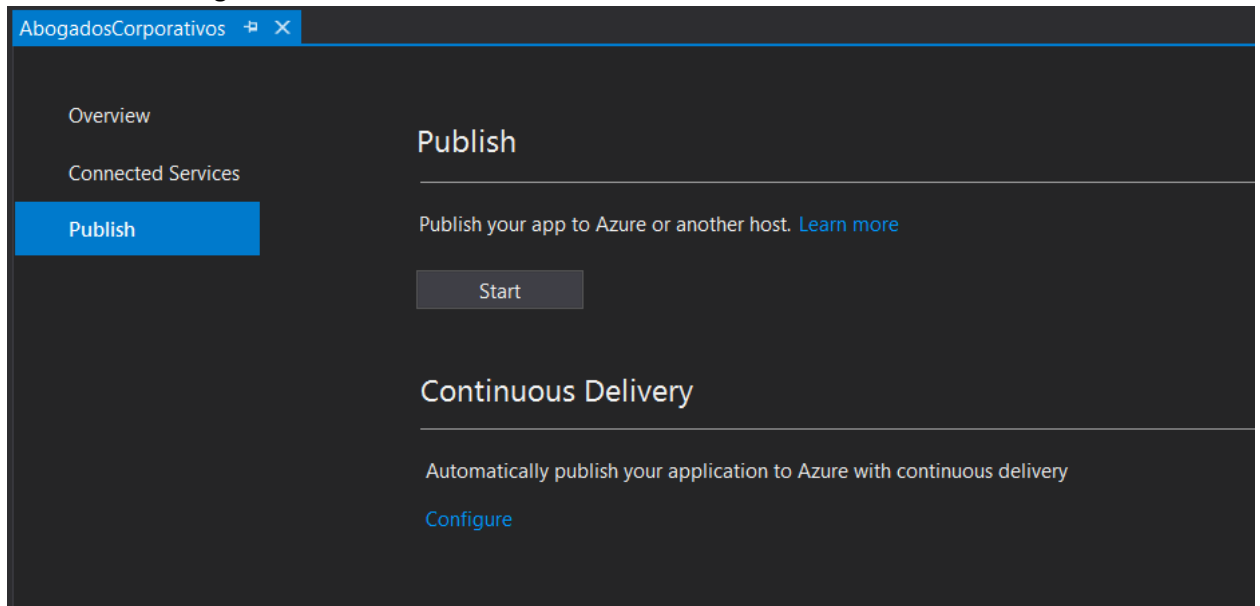 AbogadosCorporativos
Overview
Connected Services
Publish
Publish
Publish your app to Azure or another host. Learn more
Start
Continuous Delivery
Automatically publish your application to Azure with continuous delivery
Configure